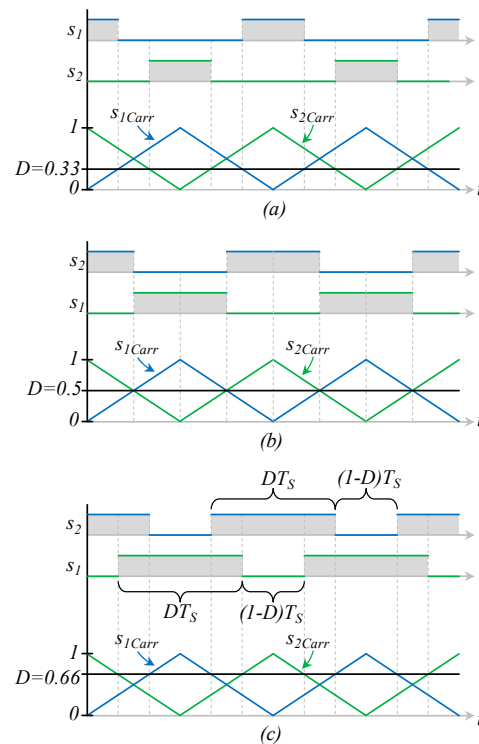 s1
s2
s1Carr
s2Carr
1
D=0.33
0
t
(a)
s2
s1
s1Carr
s2Carr
1
D=0.5
0
t
(b)
DTS
(1-D)TS
s2
s1
DTS
(1-D)TS
s1Carr
s2Carr
1
D=0.66
0
t
(c)